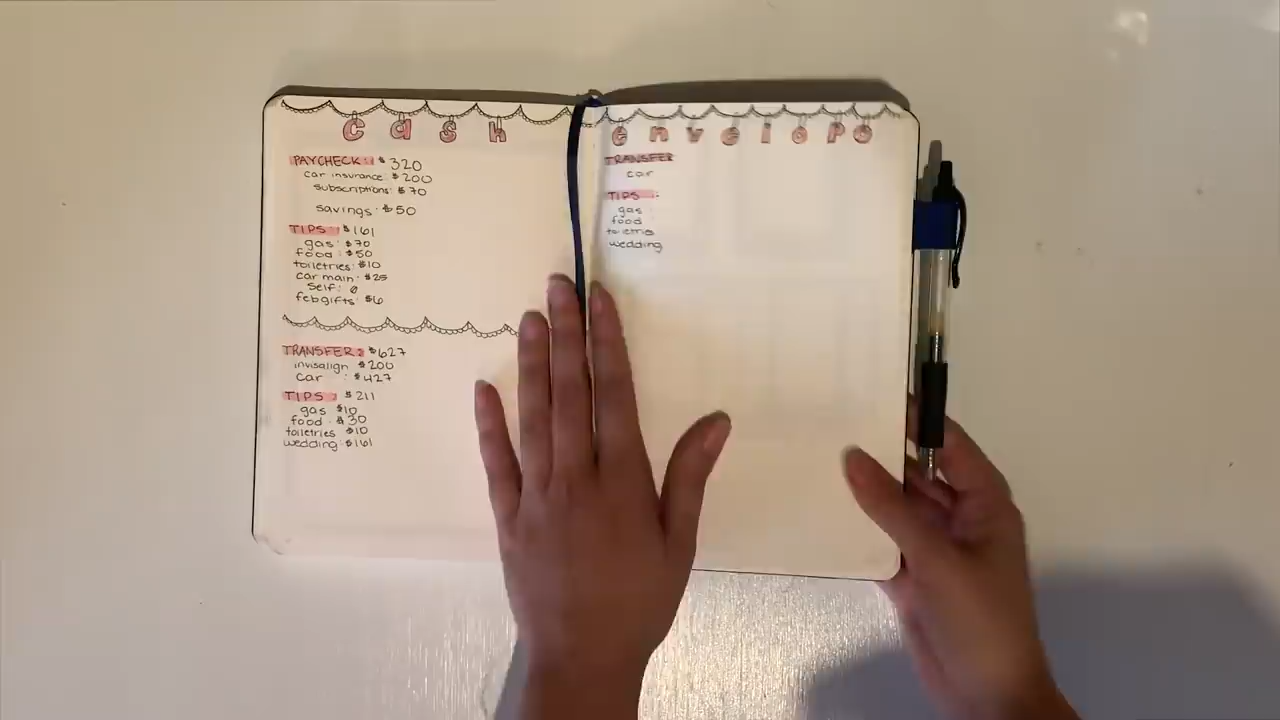 cash
PAYCHECK: $320
car insurance: $200
subscriptions: $70
savings: $50
TIPS: $161
gas: $70
food: $50
toiletries: $10
car main: $25
self: 0
feb gifts: $6
TRANSFER: $627
invisalign $200
car : $427
TIPS: $211
gas $10
food: $30
toiletries $10
wedding: $161
envelope
TRANSFER
car
TIPS:
gas
food
toiletries
wedding